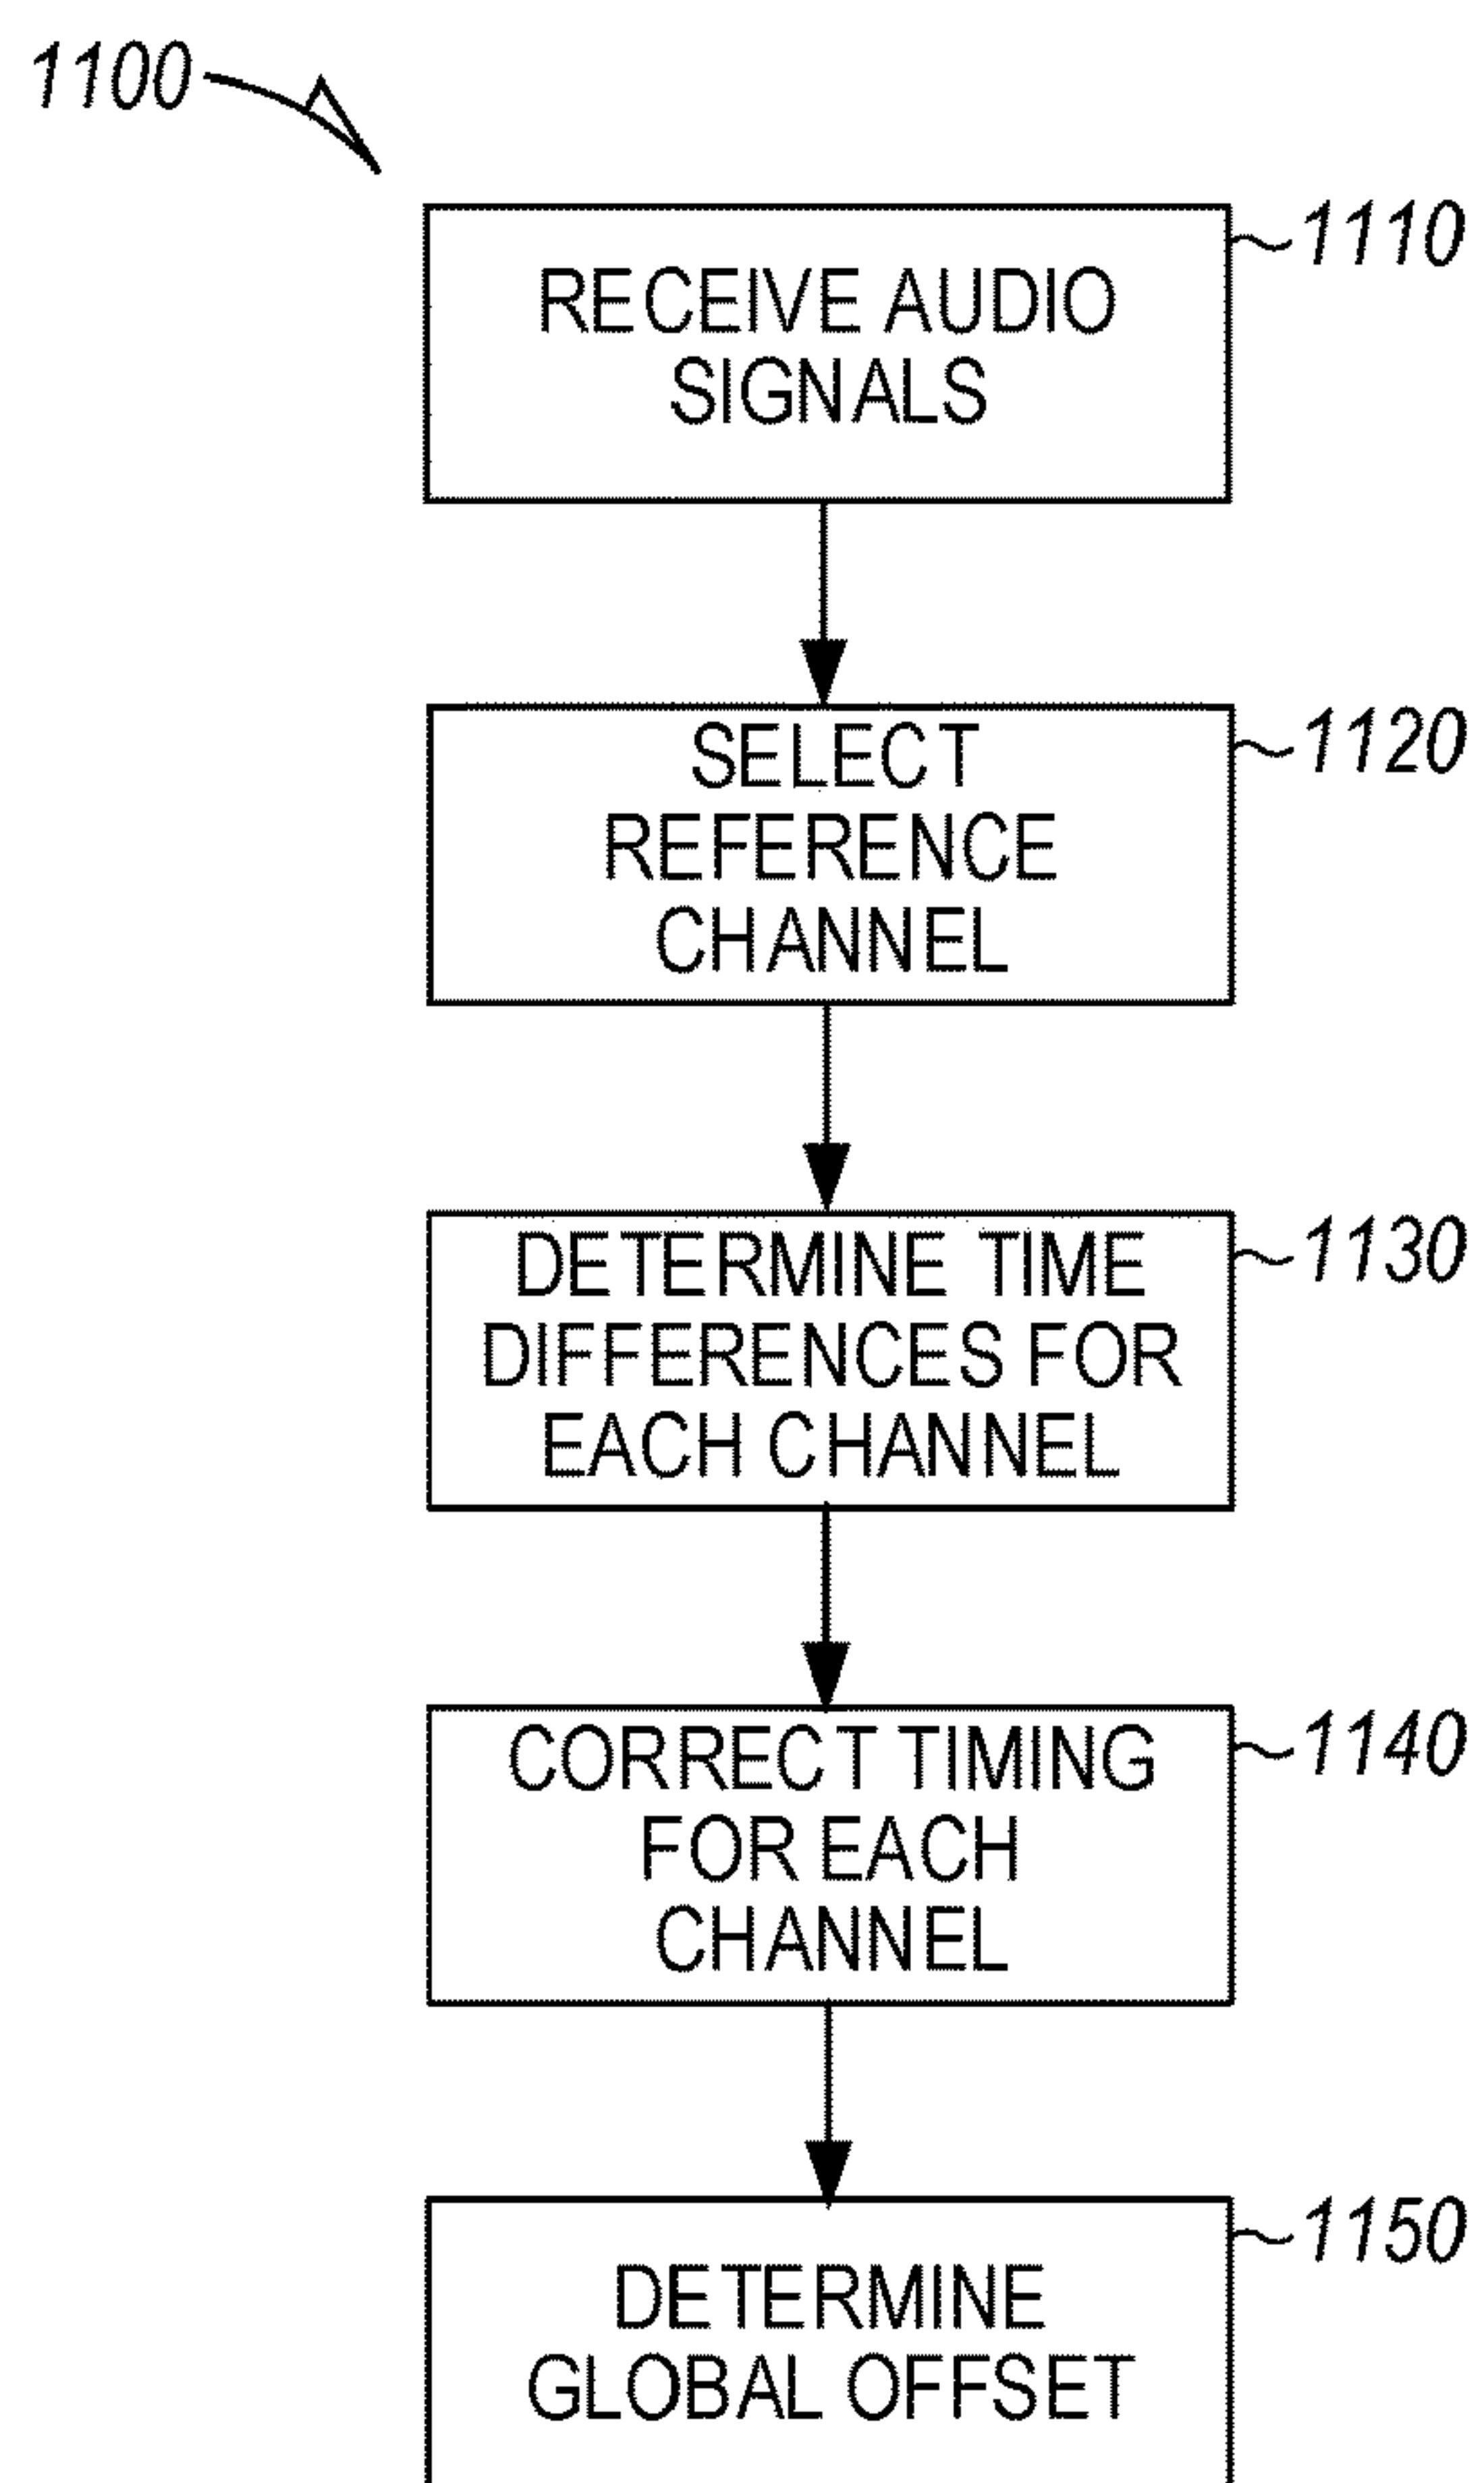 1100
1110
RECEIVE AUDIO
SIGNALS
1120
SELECT
REFERENCE
CHANNEL
1130
DETERMINE TIME
DIFFERENCES FOR
EACH CHANNEL
1140
CORRECT TIMING
FOR EACH
CHANNEL
1150
DETERMINE
GLOBAL OFFSET